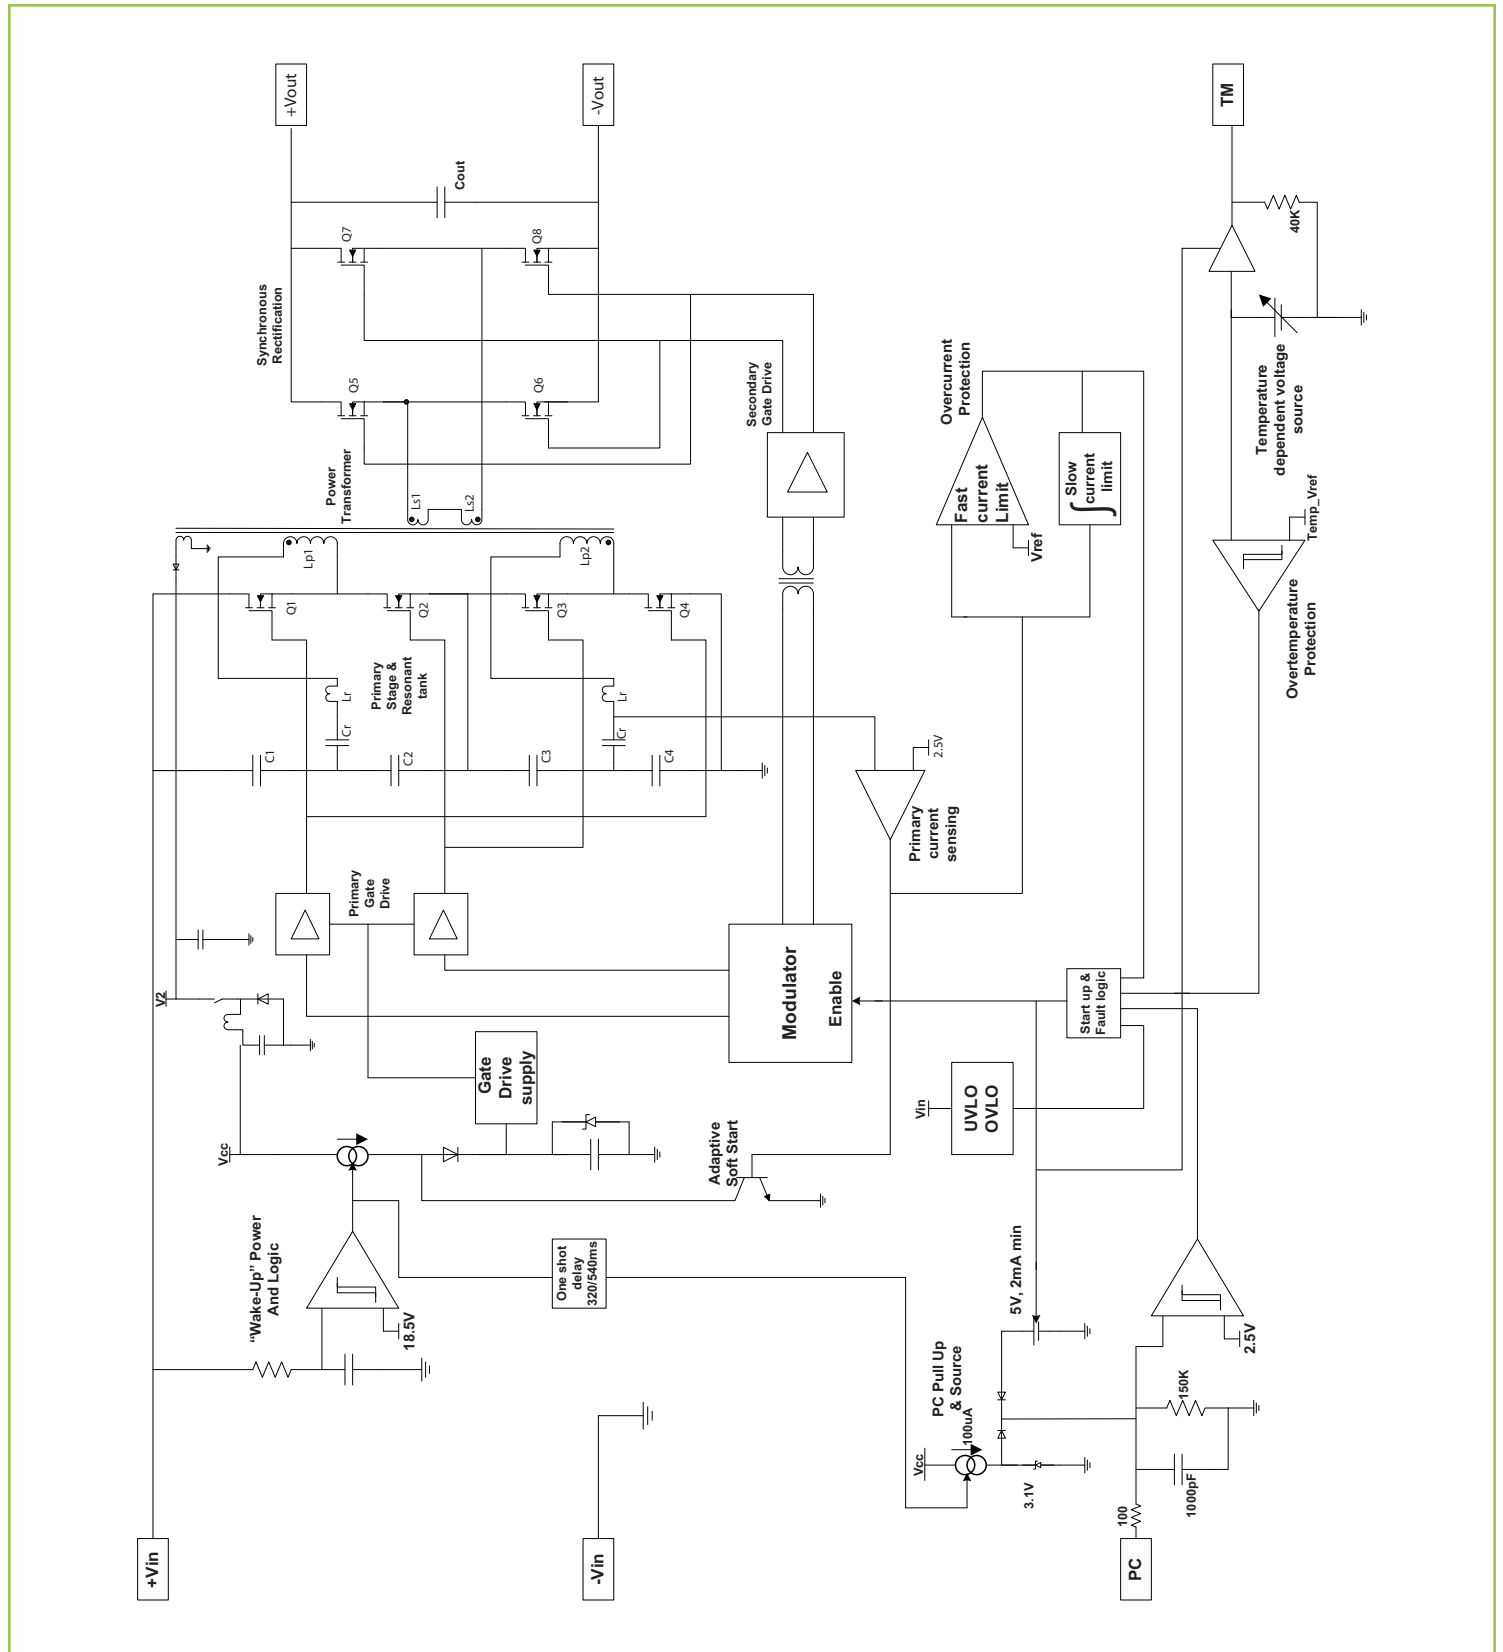 +Vout
-Vout
TM
Cout
Q7
Q8
40K
Synchronous
Rectification
Q5
Q6
Secondary
Gate Drive
Overcurrent
Protection
Temperature
dependent voltage
source
Power
Transformer
Ls1
Ls2
Fast
current
Limit
Vref
Slow
current
limit
Temp_Vref
Lp1
Lp2
Q1
Q2
Q3
Q4
Overtemperature
Protection
Primary
Stage &
Resonant
tank
Lr
Lr
Cr
Cr
C1
C2
C3
C4
2.5V
Primary
current
sensing
Primary
Gate
Drive
V2
Modulator
Enable
Start up &
Fault logic
Gate
Drive
supply
Vin
UVLO
OVLO
Vcc
Adaptive
Soft Start
"Wake-Up" Power
And Logic
18.5V
One shot
delay
320/540ms
5V, 2mA min
2.5V
PC Pull Up
& Source
100uA
Vcc
3.1V
150K
1000pF
100
+Vin
-Vin
PC